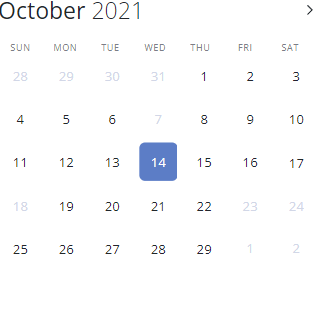 October 2021
SUN MON TUE WED THU FRI SAT
28 29 30 31 1 2 3
4 5 6 7 8 9 10
11 12 13 14 15 16 17
18 19 20 21 22 23 24
25 26 27 28 29 1 2